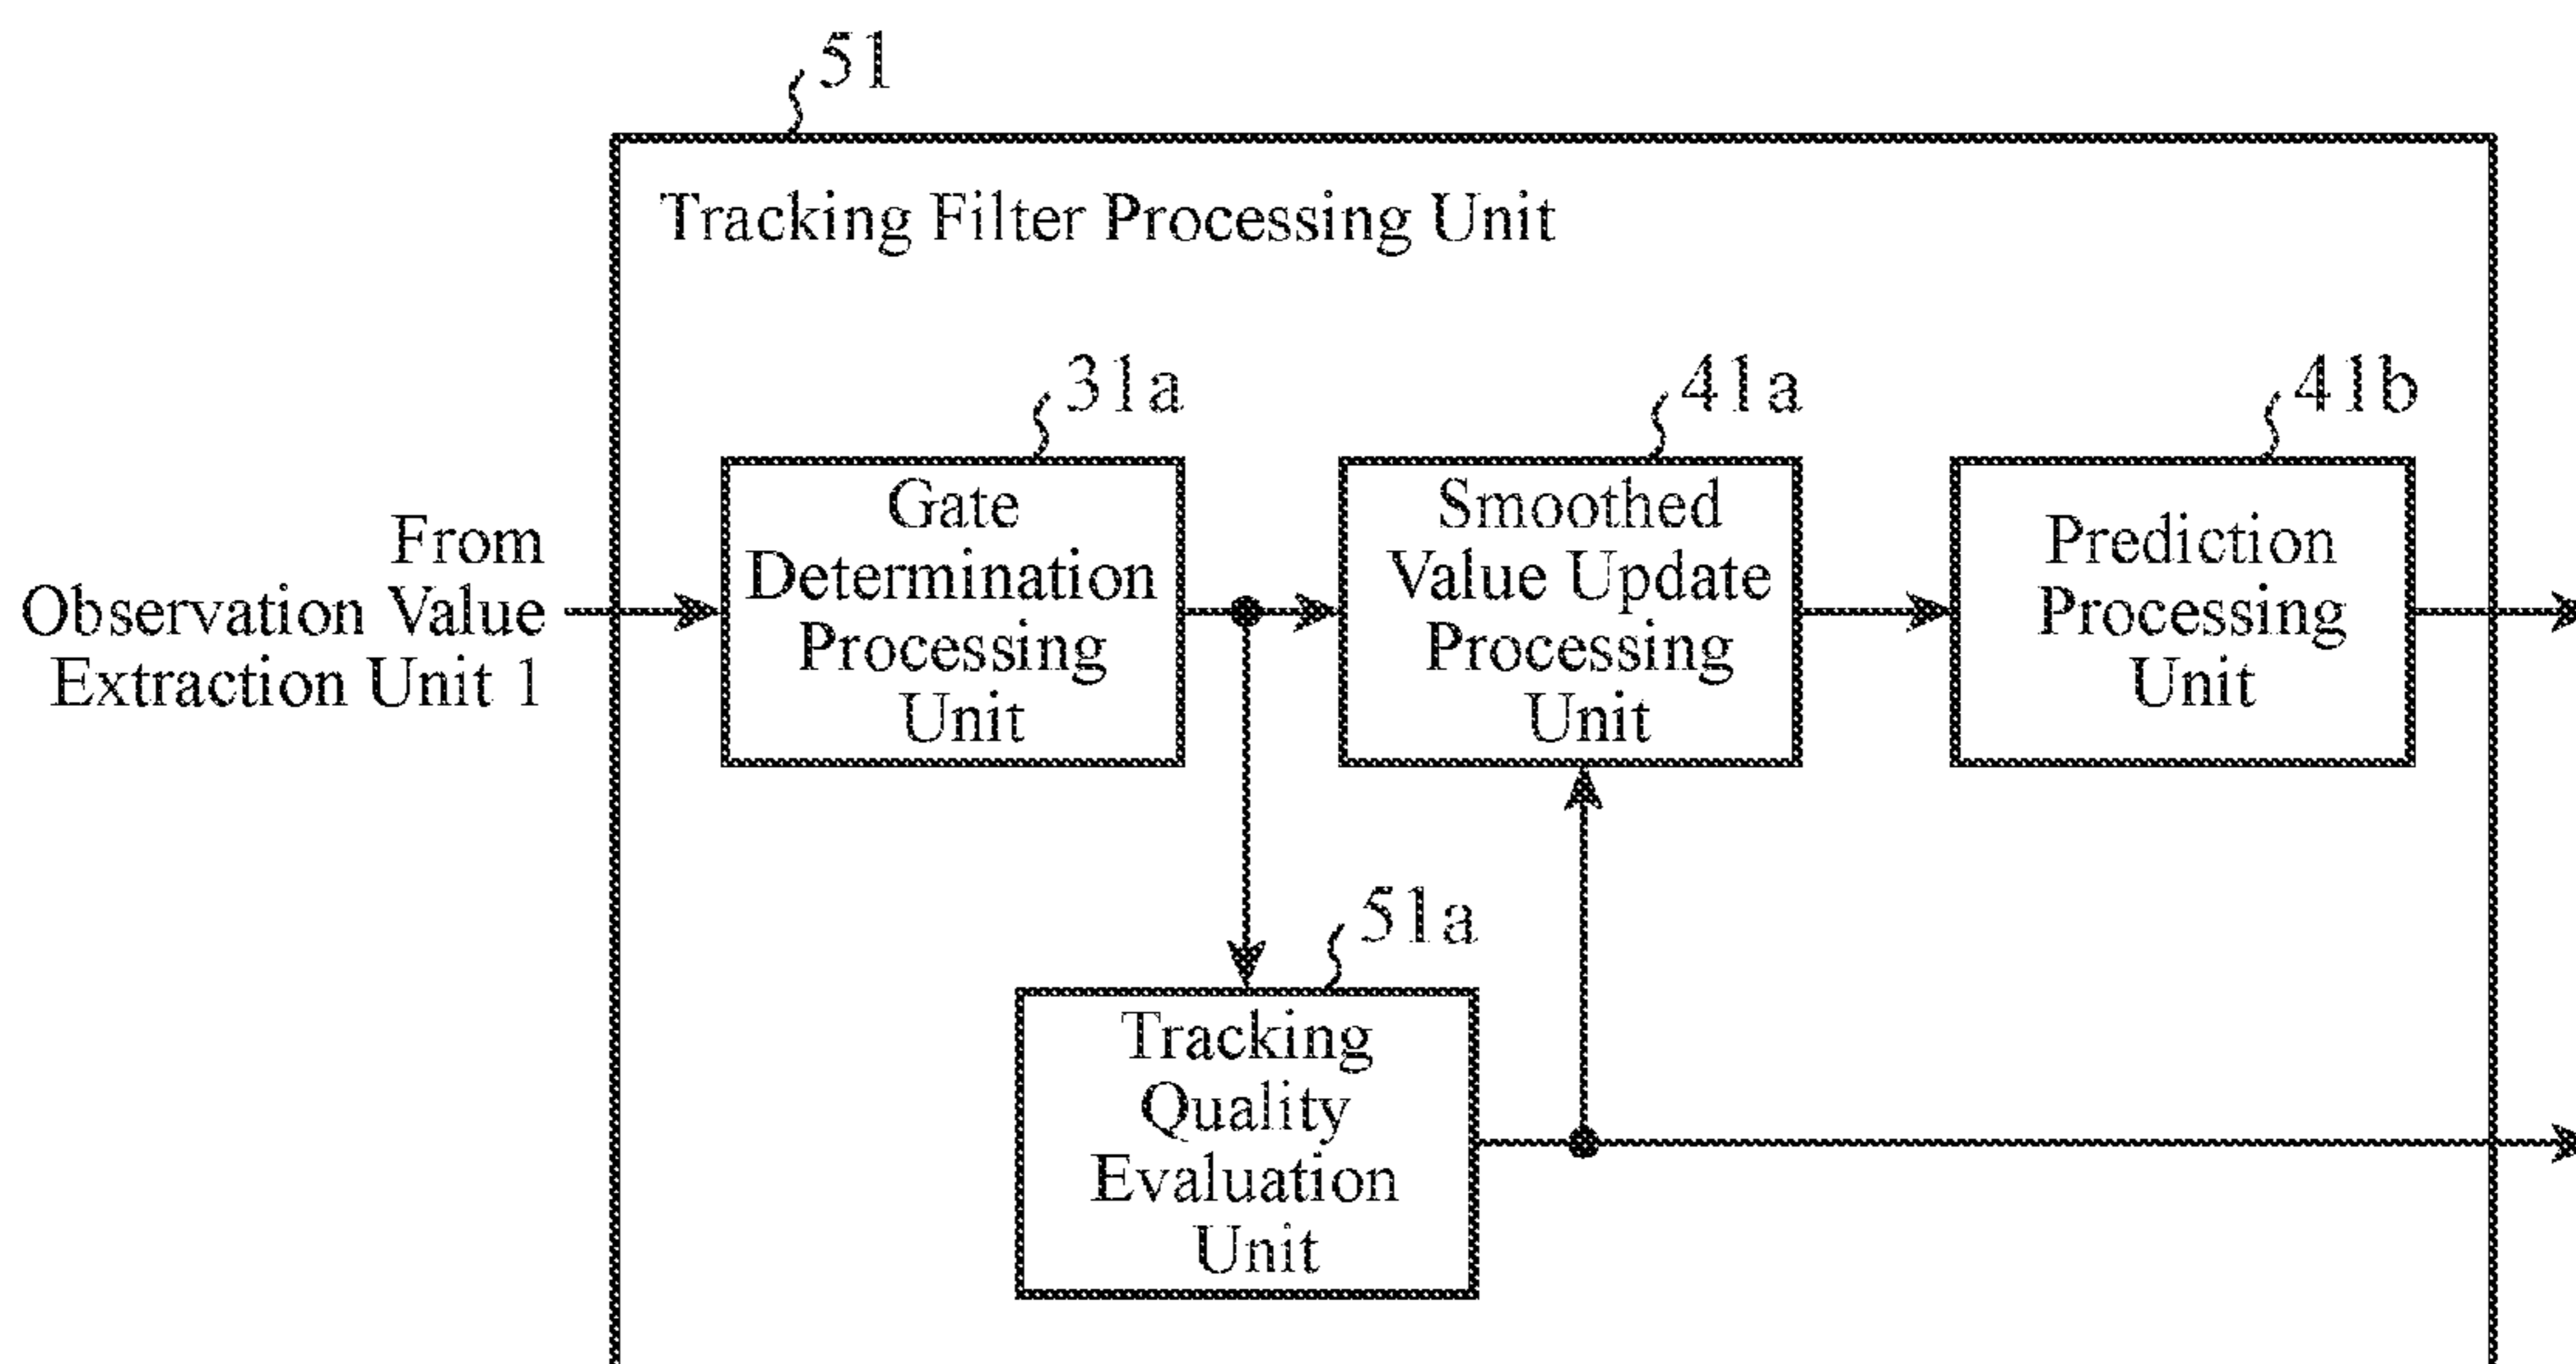 51
Tracking Filter Processing Unit
31a
41a
41b
From
Observation Value
Extraction Unit 1
Gate
Determination
Processing
Unit
Smoothed
Value Update
Processing
Unit
Prediction
Processing
Unit
51a
Tracking
Quality
Evaluation
Unit